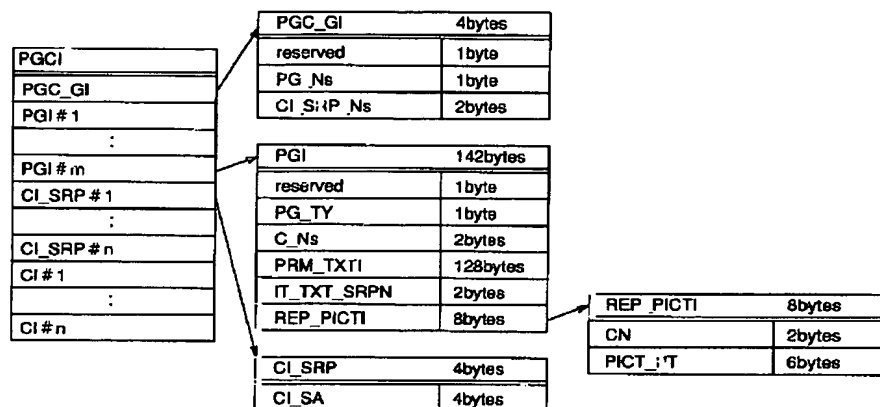 PGCI
PGC_GI
PGI#1
:
PGI#m
CI_SRP#1
:
CI_SRP#n
CI#1
:
CI#n
PGC_GI 4bytes
reserved 1byte
PG_Ns 1byte
CI_SRP_Ns 2bytes
PGI 142bytes
reserved 1byte
PG_TY 1byte
C_Ns 2bytes
PRM_TXTI 128bytes
IT_TXT_SRPN 2bytes
REP_PICTI 8bytes
CI_SRP 4bytes
CI_SA 4bytes
REP_PICTI 8bytes
CN 2bytes
6bytes